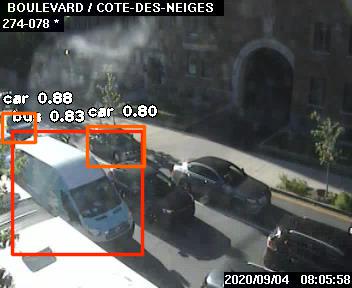 BOULEVARD / COTE-DES-NEIGES
274-078 *
car 0.88
bus 0.83
car 0.80
2020/09/04 08:05:58